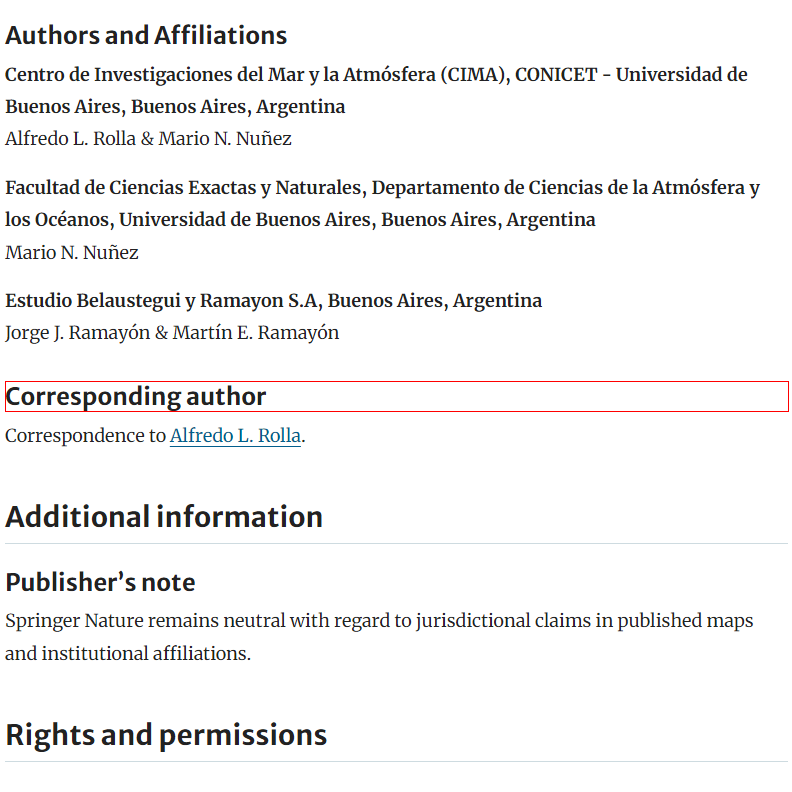 Authors and Affiliations
Centro de Investigaciones del Mar y la Atmósfera (CIMA), CONICET - Universidad de
Buenos Aires, Buenos Aires, Argentina
Alfredo L. Rolla & Mario N. Nuñez
Facultad de Ciencias Exactas y Naturales, Departamento de Ciencias de la Atmósfera y
los Océanos, Universidad de Buenos Aires, Buenos Aires, Argentina
Mario N. Nuñez
Estudio Belaustegui y Ramayon S.A, Buenos Aires, Argentina
Jorge J. Ramayón & Martín E. Ramayón
Corresponding author
Correspondence to Alfredo L. Rolla.
Additional information
Publisher’s note
Springer Nature remains neutral with regard to jurisdictional claims in published maps
and institutional affiliations.
Rights and permissions